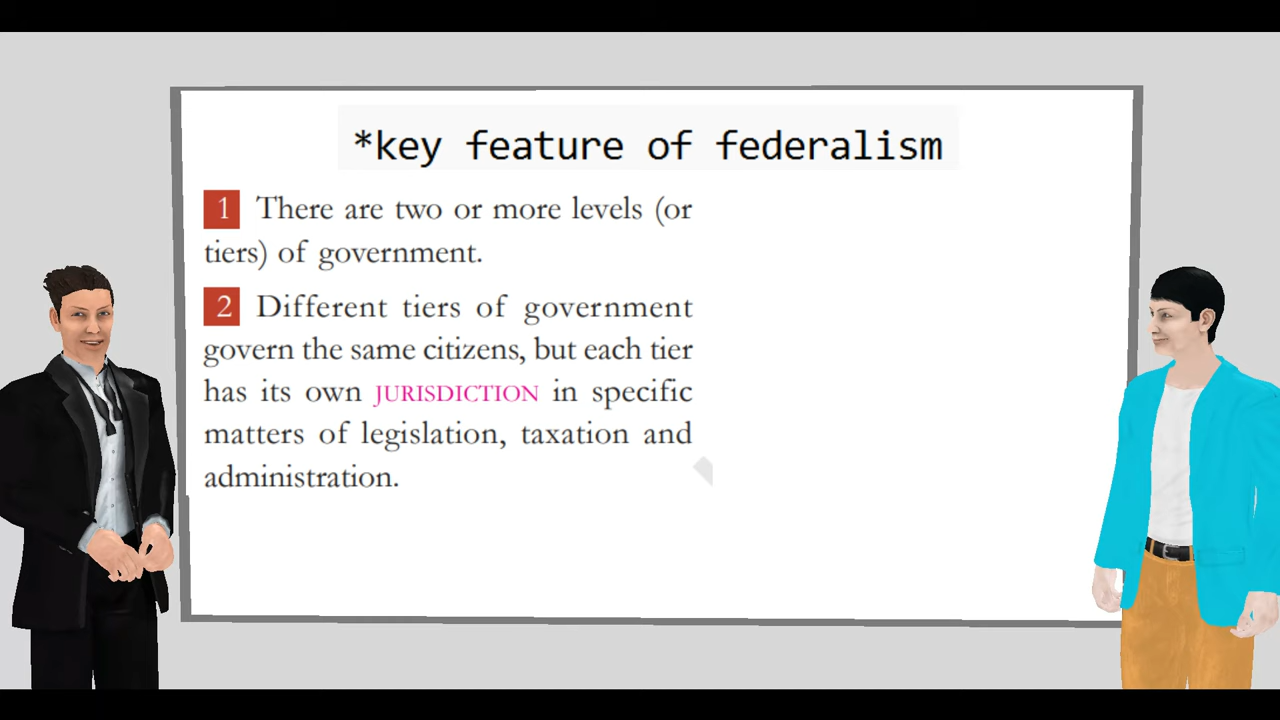 *key feature of federalism
1 There are two or more levels (or
tiers) of government.
2 Different tiers of government
govern the same citizens, but each tier
has its own JURISDICTION in specific
matters of legislation, taxation and
administration.